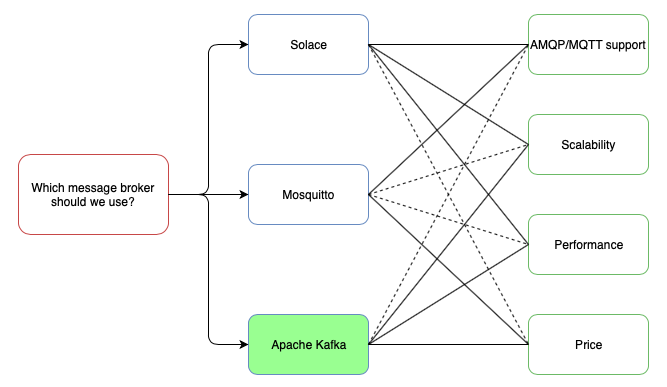 Which message broker
should we use?
Solace
Mosquitto
Apache Kafka
AMQP/MQTT support
Scalability
Performance
Price